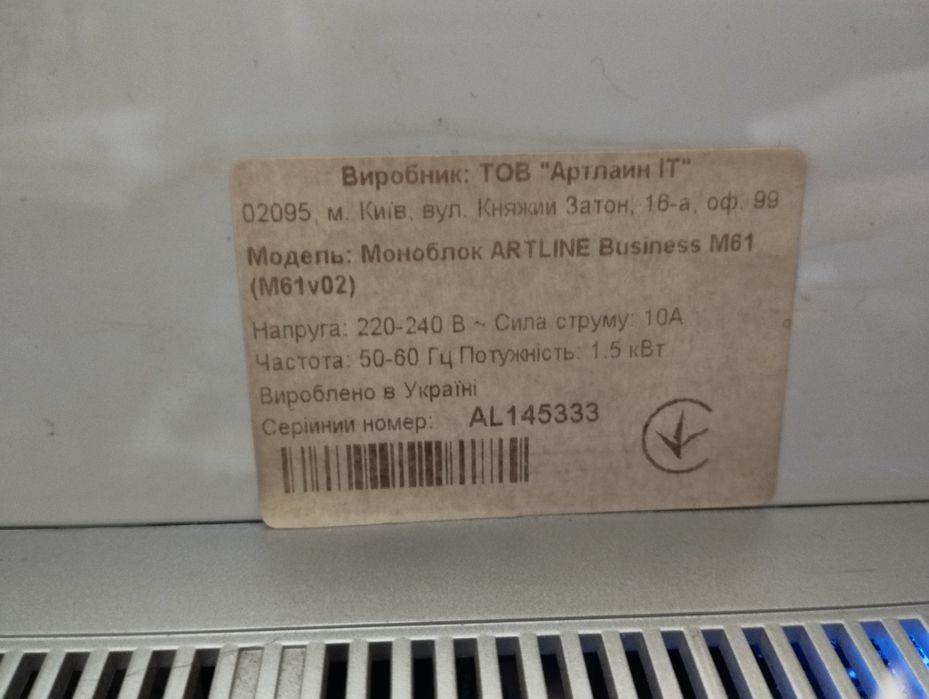 Виробник: ТОВ "Артлаин ІТ"
02095, м. Київ, вул. Княжий Затон, 16-а, оф. 99
Модель: Моноблок ARTLINE Business M61
(M61v02)
Напруга: 220-240 В ~ Сила струму: 10А
Частота: 50-60 Гц Потужність: 1.5 кВт
Вироблено в Україні
Серійний номер: AL145333